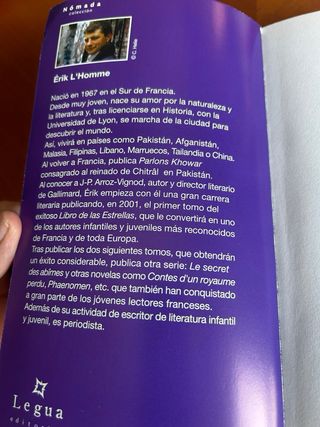 Nómada
colección
© C. Hélie
Érik L'Homme
Nació en 1967 en el Sur de Francia.
Desde muy joven, nace su amor por la naturaleza y
la literatura y, tras licenciarse en Historia, con la
Universidad de Lyon, se marcha de la ciudad para
descubrir el mundo.
Así, vivirá en países como Pakistán, Afganistán,
Malasia, Filipinas, Líbano, Marruecos, Tailandia o China.
Al volver a Francia, publica Parlons Khowar
consagrado al reinado de Chitrâl en Pakistán.
Al conocer a J-P. Arroz-Vignod, autor y director literario
de Gallimard, Érik empieza con él una gran carrera
literaria publicando, en 2001, el primer tomo del
exitoso Libro de las Estrellas, que le convertirá en uno
de los autores infantiles y juveniles más reconocidos
de Francia y de toda Europa.
Tras publicar los dos siguientes tomos, que obtendrán
un éxito considerable, publica otra serie: Le secret
des abîmes y otras novelas como Contes d'un royaume
perdu, Phaenomen, etc. que también han conquistado
a gran parte de los jóvenes lectores franceses.
Además de su actividad de escritor de literatura infantil
y juvenil, es periodista.
Legua